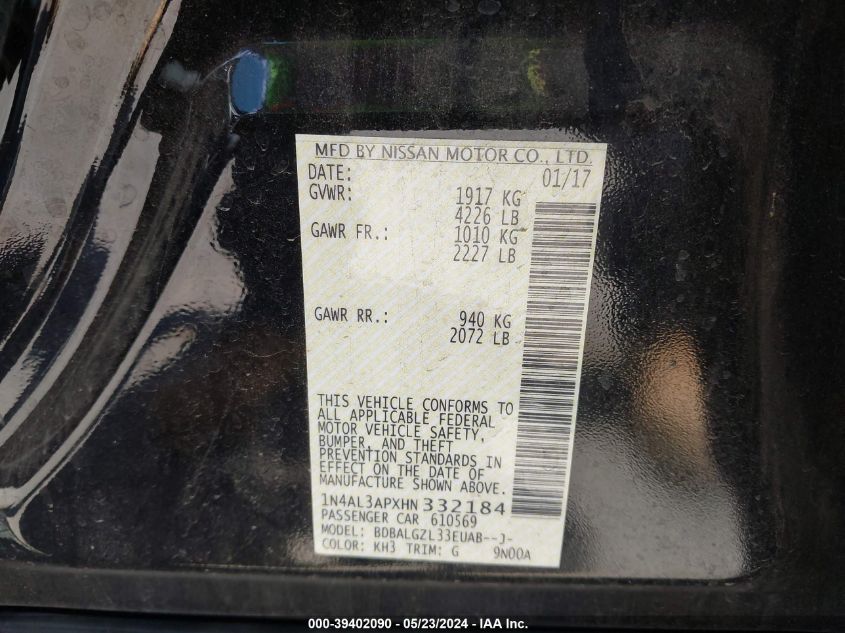 MFD BY NISSAN MOTOR CO., LTD.
DATE: 01/17
GVWR: 1917 KG
4226 LB
GAWR FR.: 1010 KG
2227 LB
GAWR RR.: 940 KG
2072 LB
THIS VEHICLE CONFORMS TO
ALL APPLICABLE FEDERAL
MOTOR VEHICLE SAFETY,
BUMPER, AND THEFT
PREVENTION STANDARDS IN
EFFECT ON THE DATE OF
MANUFACTURE SHOWN ABOVE.
1N4AL3APXHN332184
PASSENGER CAR 610569
MODEL: BDBALGZL33EUAB--J-
COLOR: KH3 TRIM: G 9N00A
000-39402090 - 05/23/2024 - IAA Inc.